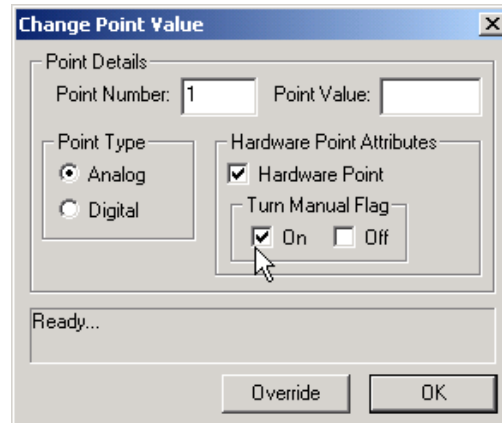 Change Point Value
Point Details
Point Number: 1 Point Value:
Point Type
Analog
Digital
Hardware Point Attributes
Hardware Point
Turn Manual Flag
On Off
Ready...
Override OK